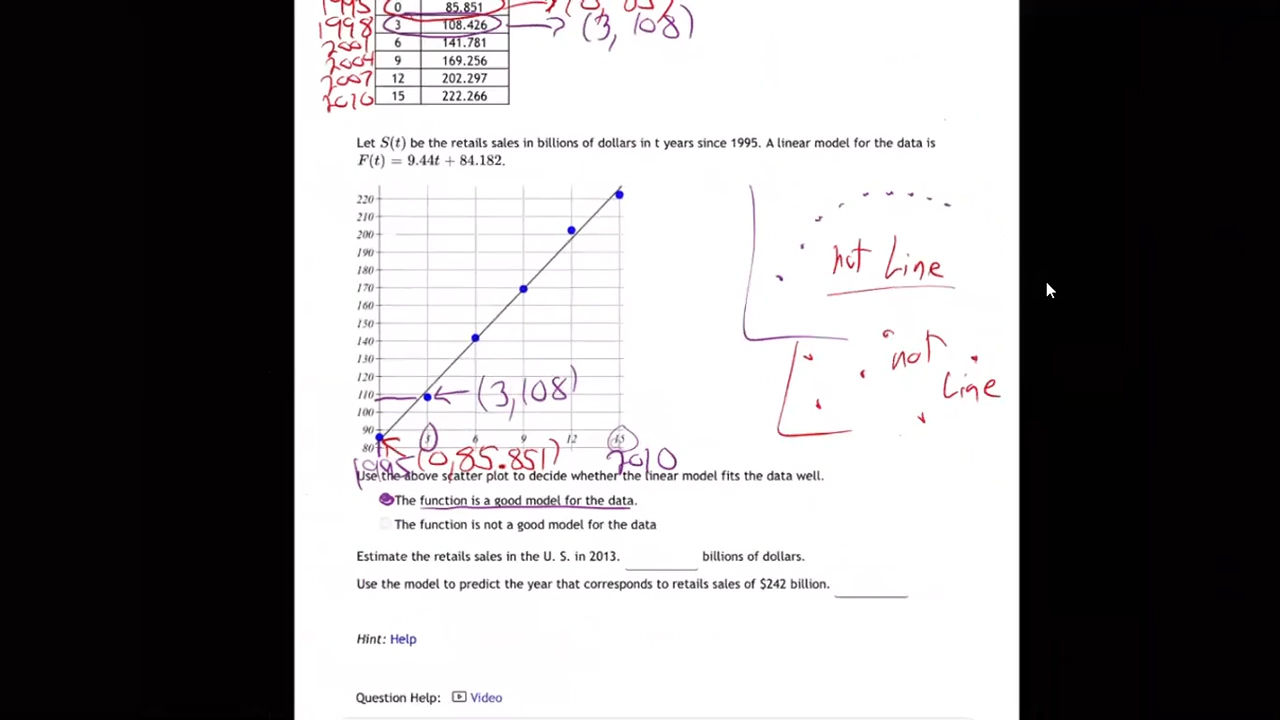 1995 0 85.851
1998 3 108.426 → (3, 108)
2001 6 141.781
2004 9 169.256
2007 12 202.297
2010 15 222.266
Let S(t) be the retails sales in billions of dollars in t years since 1995. A linear model for the data is
F(t) = 9.44t + 84.182.
220
210
200
190
180
170
160
150
140
130
120
110
100
90
80
3 6 9 12 15
(3, 108)
1995 (0, 85.851) 2010
not Line
not
Line
Use the above scatter plot to decide whether the linear model fits the data well.
The function is a good model for the data.
The function is not a good model for the data
Estimate the retails sales in the U. S. in 2013. billions of dollars.
Use the model to predict the year that corresponds to retails sales of $242 billion.
Hint: Help
Question Help: Video